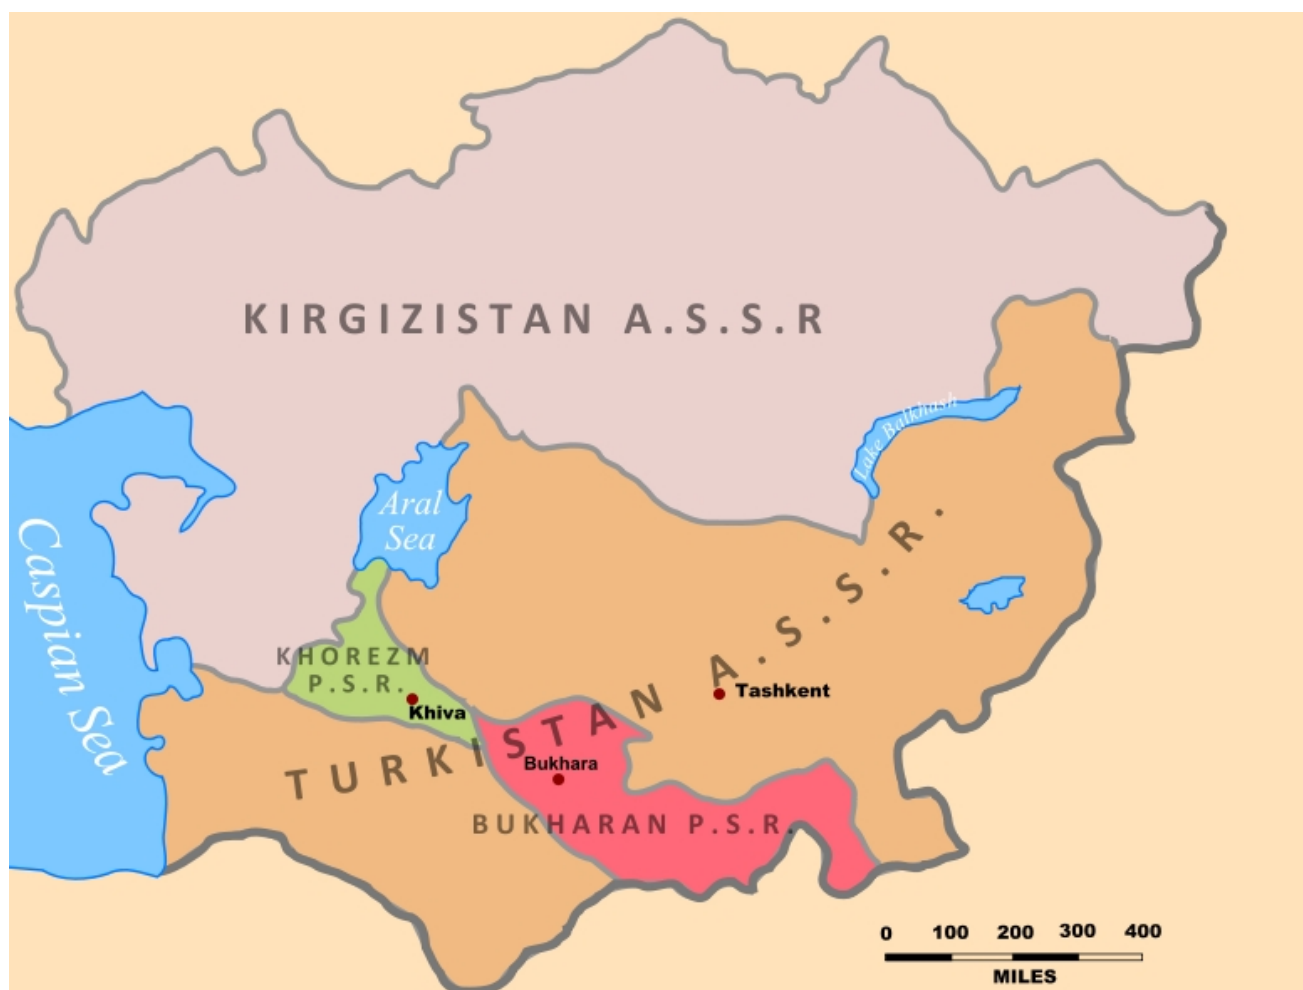 KIRGIZISTAN A.S.S.R
Lake Balkhash
Aral
Sea
Caspian Sea
KHOREZM
P.S.R.
Khiva
TURKISTAN A.S.S.R.
Tashkent
Bukhara
BUKHARAN P.S.R.
0 100 200 300 400
MILES